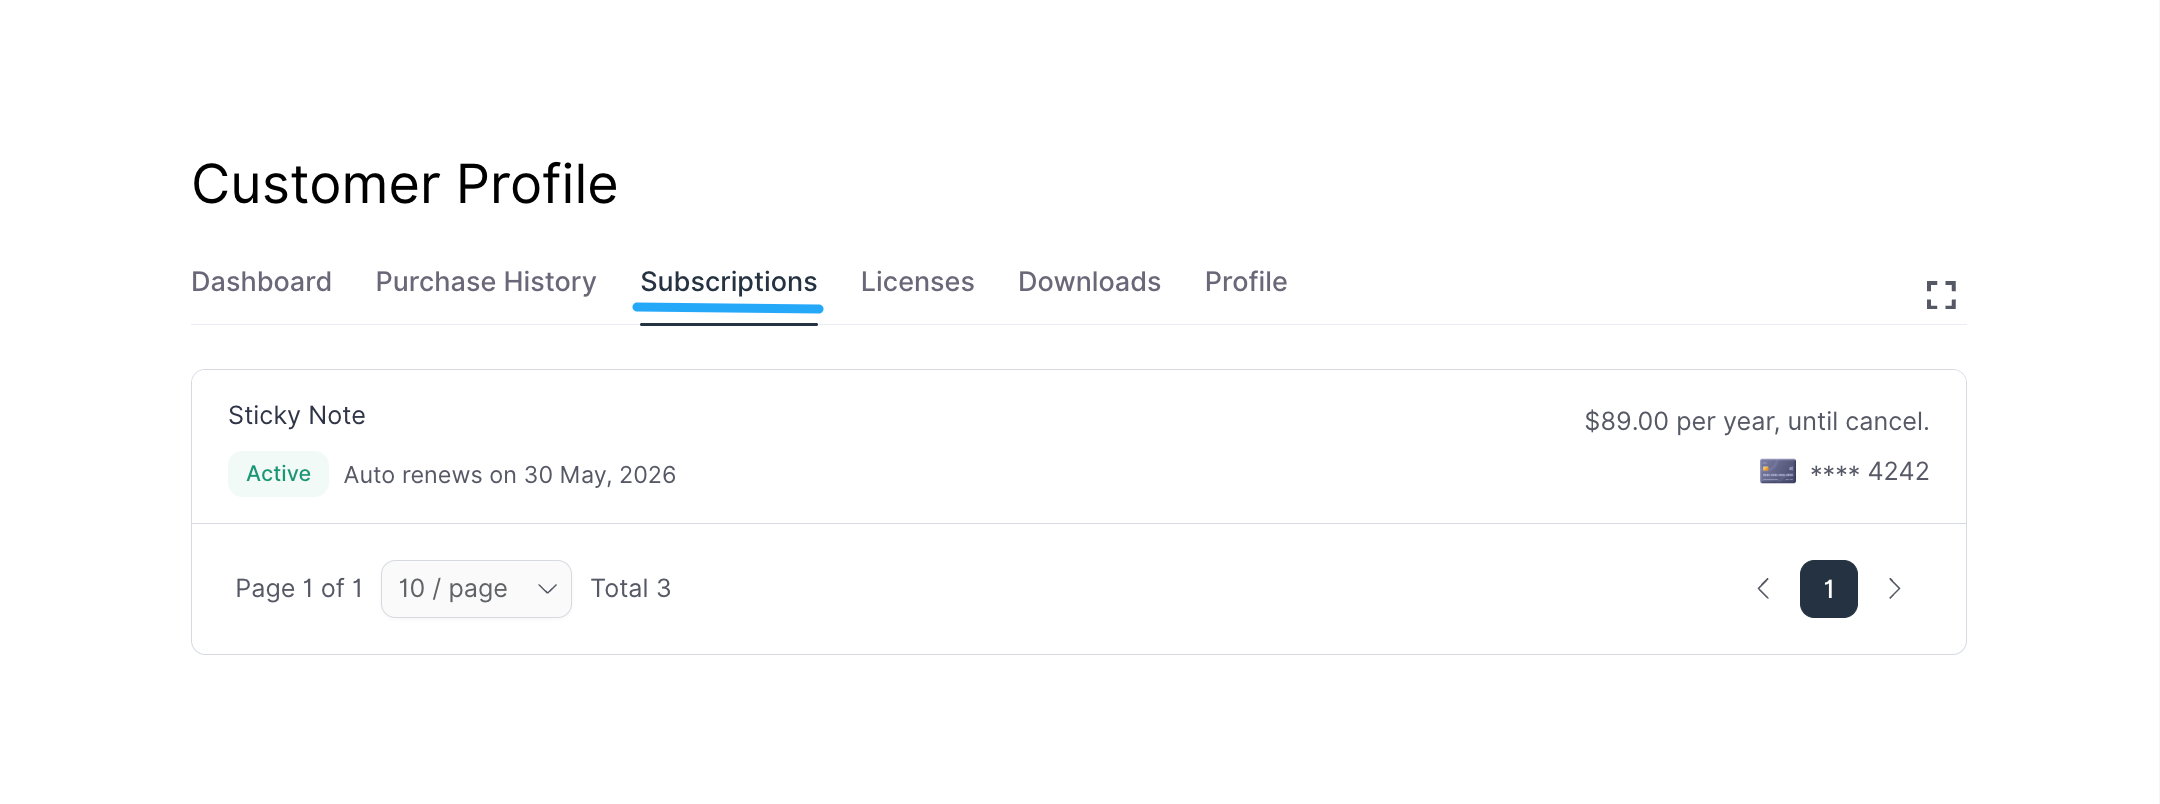 Customer Profile
Dashboard Purchase History Subscriptions Licenses Downloads Profile
Sticky Note
$89.00 per year, until cancel.
Active Auto renews on 30 May, 2026
**** 4242
Page 1 of 1 10 / page Total 3 1